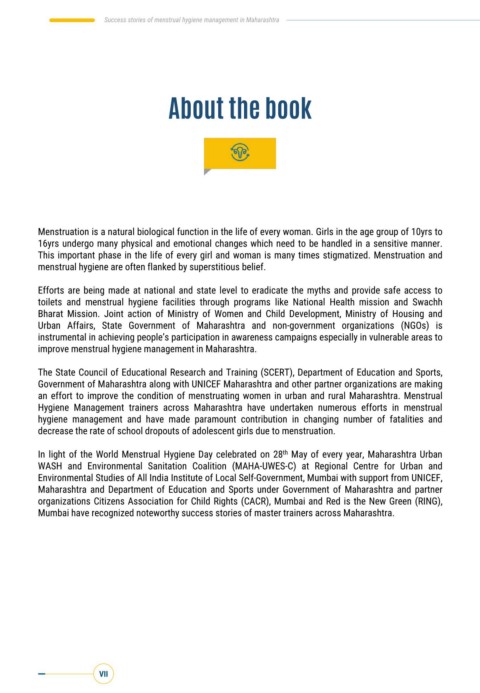 Success stories of menstrual hygiene management in Maharashtra
About the book
Menstruation is a natural biological function in the life of every woman. Girls in the age group of 10yrs to
16yrs undergo many physical and emotional changes which need to be handled in a sensitive manner.
This important phase in the life of every girl and woman is many times stigmatized. Menstruation and
menstrual hygiene are often flanked by superstitious belief.
Efforts are being made at national and state level to eradicate the myths and provide safe access to
toilets and menstrual hygiene facilities through programs like National Health mission and Swachh
Bharat Mission. Joint action of Ministry of Women and Child Development, Ministry of Housing and
Urban Affairs, State Government of Maharashtra and non-government organizations (NGOs) is
instrumental in achieving people's participation in awareness campaigns especially in vulnerable areas to
improve menstrual hygiene management in Maharashtra.
The State Council of Educational Research and Training (SCERT), Department of Education and Sports,
Government of Maharashtra along with UNICEF Maharashtra and other partner organizations are making
an effort to improve the condition of menstruating women in urban and rural Maharashtra. Menstrual
Hygiene Management trainers across Maharashtra have undertaken numerous efforts in menstrual
hygiene management and have made paramount contribution in changing number of fatalities and
decrease the rate of school dropouts of adolescent girls due to menstruation.
In light of the World Menstrual Hygiene Day celebrated on 28th May of every year, Maharashtra Urban
WASH and Environmental Sanitation Coalition (MAHA-UWES-C) at Regional Centre for Urban and
Environmental Studies of All India Institute of Local Self-Government, Mumbai with support from UNICEF,
Maharashtra and Department of Education and Sports under Government of Maharashtra and partner
organizations Citizens Association for Child Rights (CACR), Mumbai and Red is the New Green (RING),
Mumbai have recognized noteworthy success stories of master trainers across Maharashtra.
VII